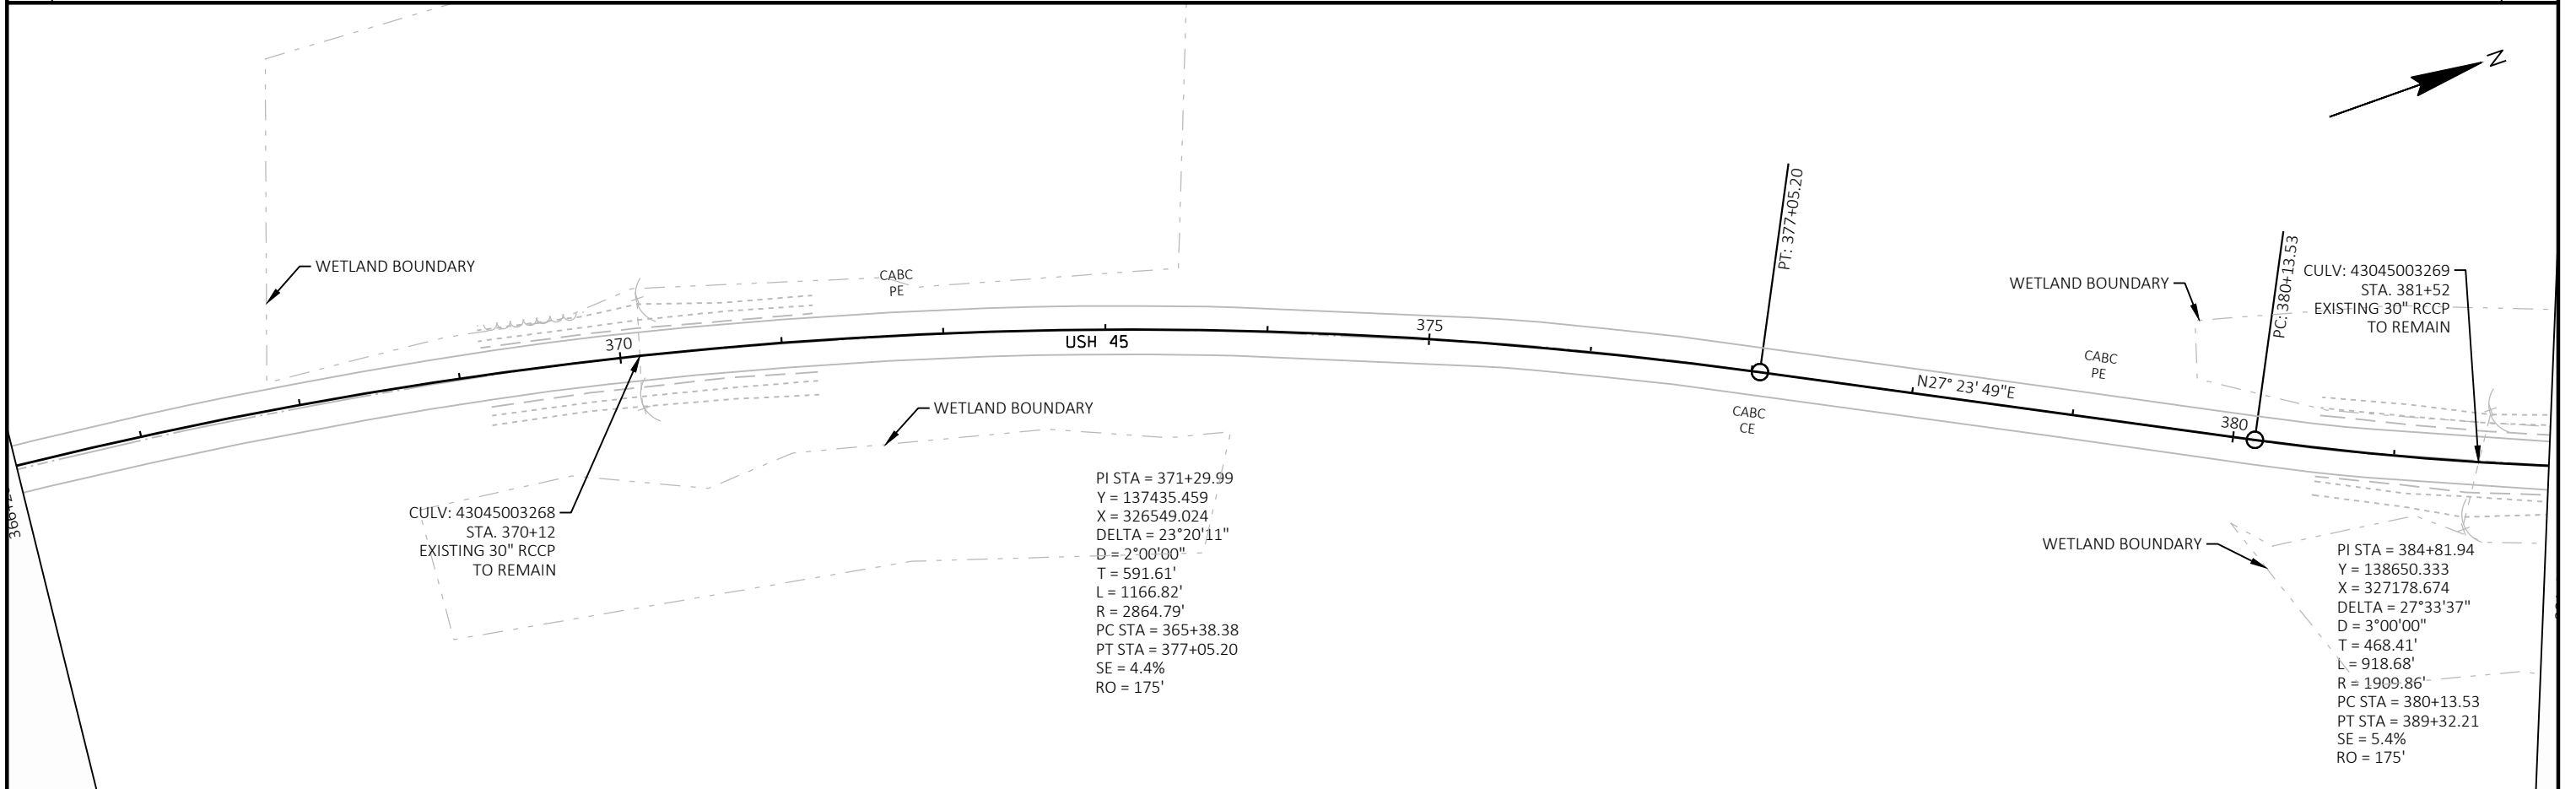 N
WETLAND BOUNDARY
CABC
PE
370
USH 45
375
PT: 377+05.20
WETLAND BOUNDARY
PC: 380+13.53
CULV: 43045003269
STA. 381+52
EXISTING 30" RCCP
TO REMAIN
CABC
PE
N27° 23' 49"E
380
CABC
CE
WETLAND BOUNDARY
CULV: 43045003268
STA. 370+12
EXISTING 30" RCCP
TO REMAIN
PI STA = 371+29.99
Y = 137435.459
X = 326549.024
DELTA = 23°20'11"
D = 2°00'00"
T = 591.61'
L = 1166.82'
R = 2864.79'
PC STA = 365+38.38
PT STA = 377+05.20
SE = 4.4%
RO = 175'
WETLAND BOUNDARY
PI STA = 384+81.94
Y = 138650.333
X = 327178.674
DELTA = 27°33'37"
D = 3°00'00"
T = 468.41'
L = 918.68'
R = 1909.86'
PC STA = 380+13.53
PT STA = 389+32.21
SE = 5.4%
RO = 175'